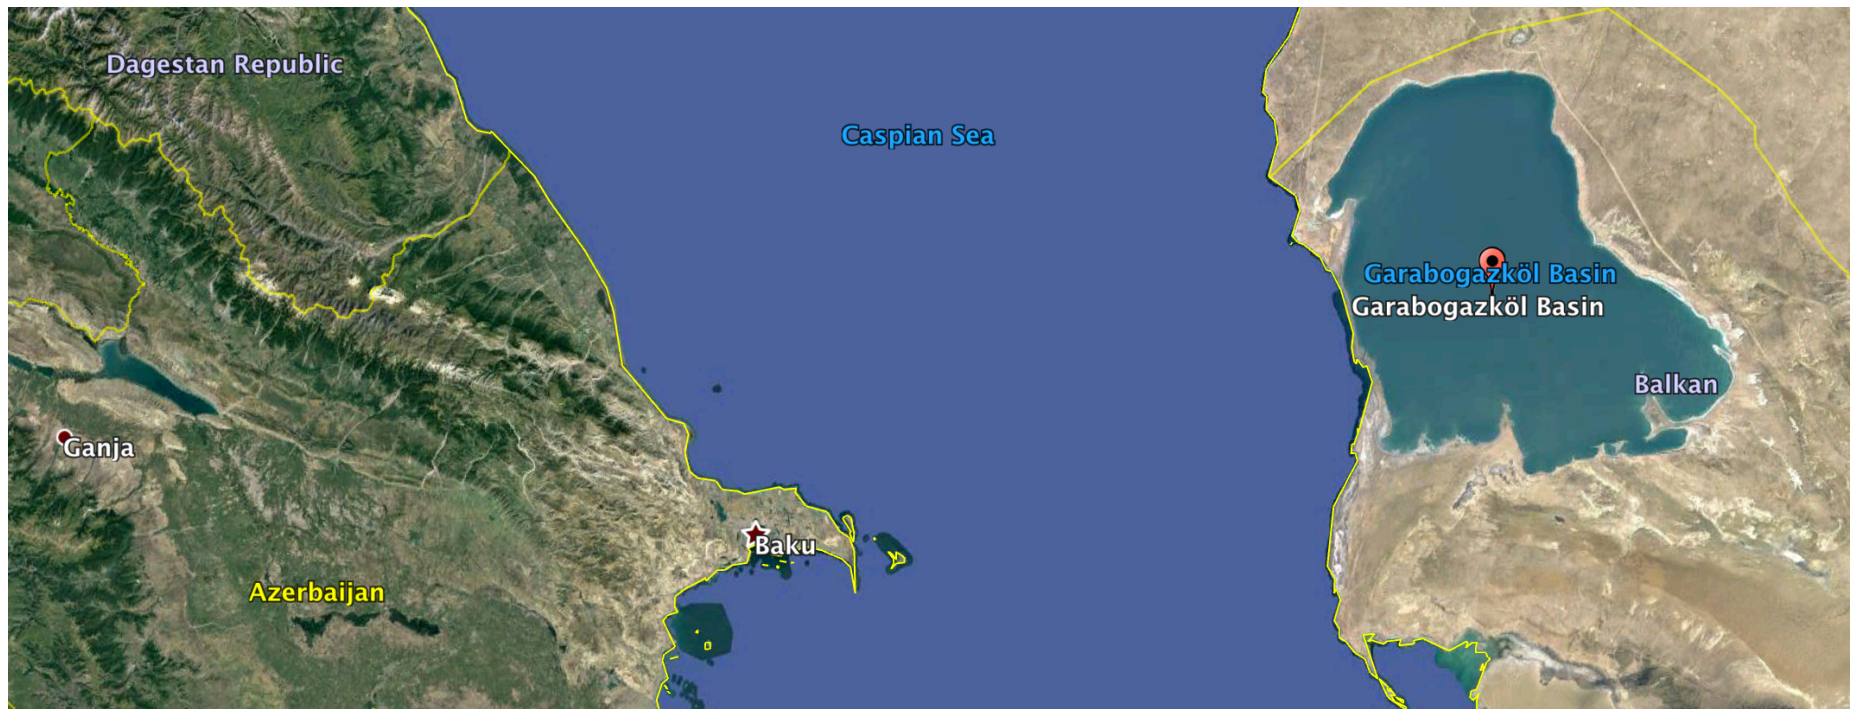 Dagestan Republic
Caspian Sea
Garabogazköl Basin
Garabogazköl Basin
Balkan
Ganja
Baku
Azerbaijan